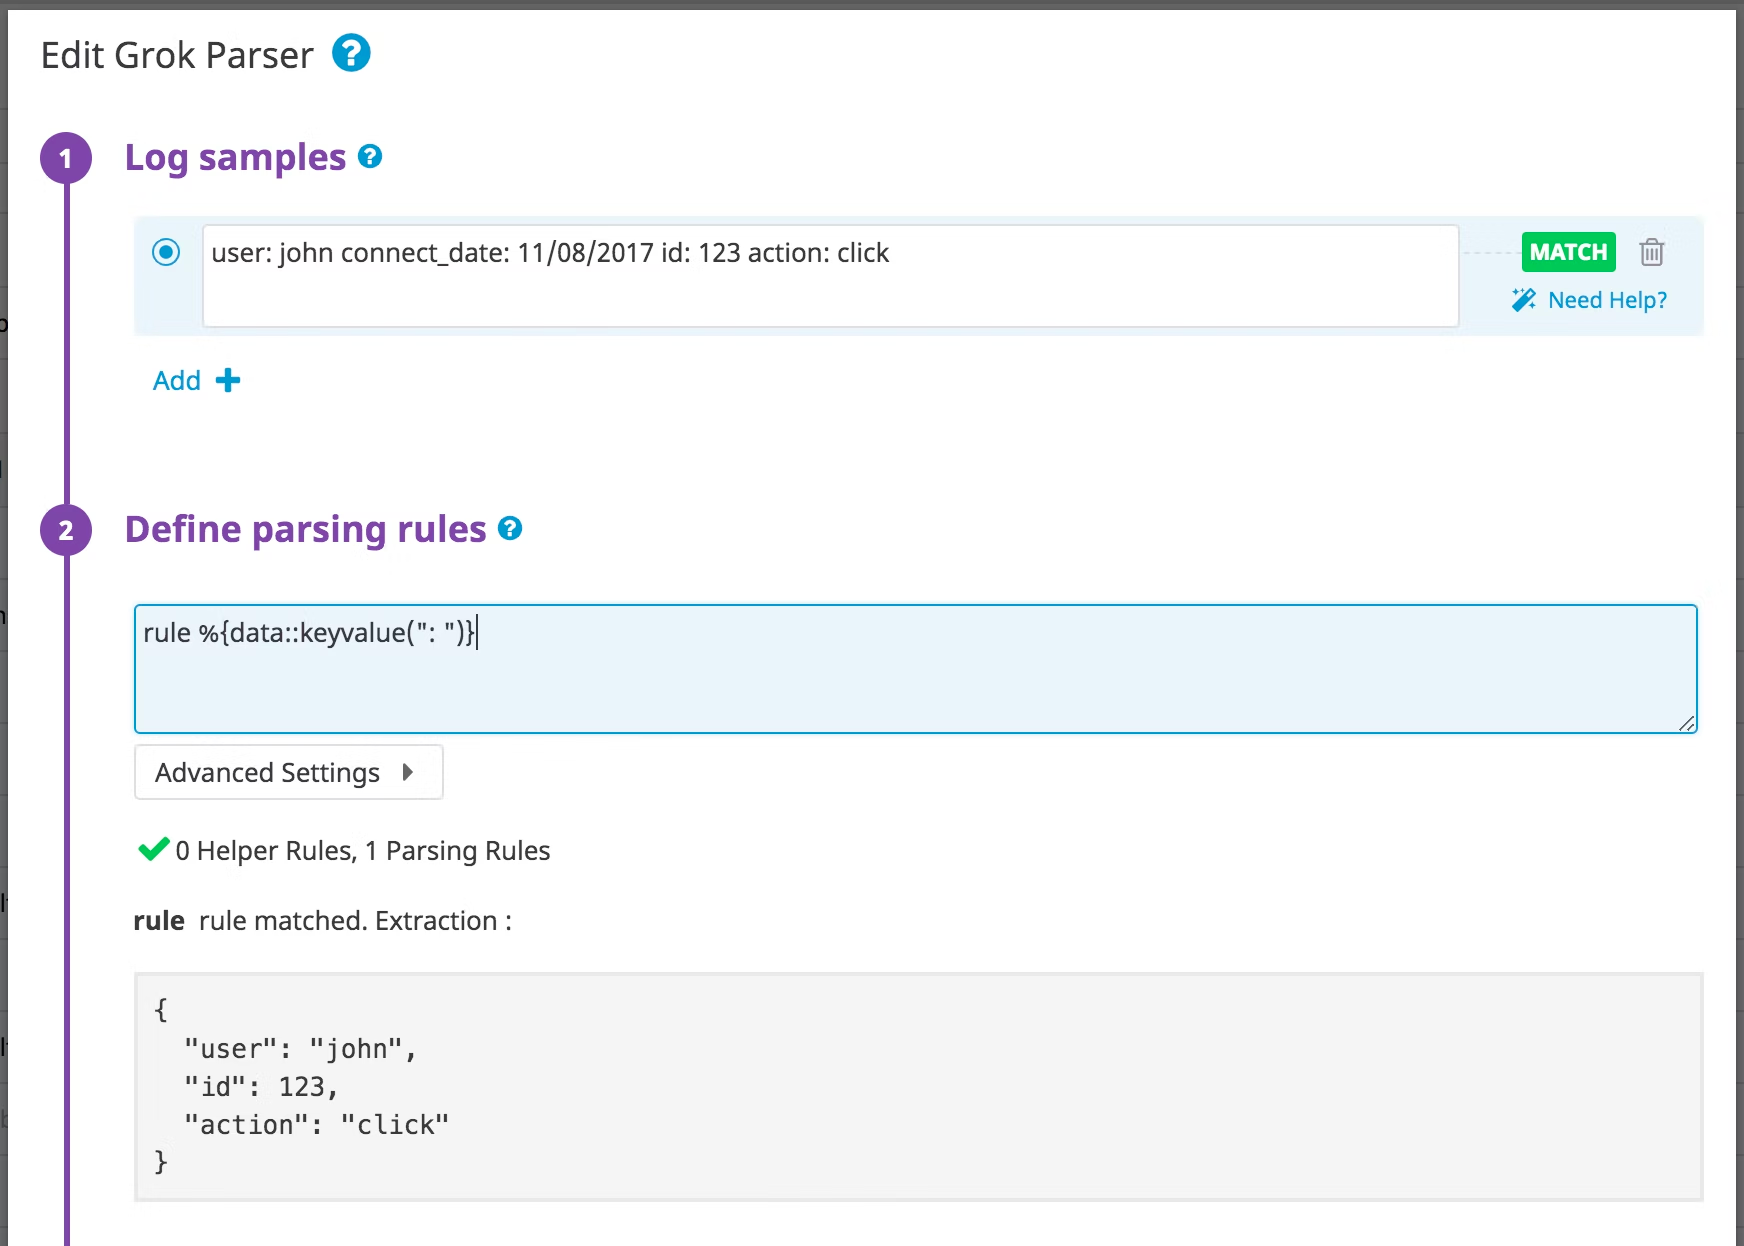 Edit Grok Parser ?
1 Log samples ?
user: john connect_date: 11/08/2017 id: 123 action: click
MATCH
Need Help?
Add +
2 Define parsing rules ?
rule %{data::keyvalue(": ")}
Advanced Settings
0 Helper Rules, 1 Parsing Rules
rule rule matched. Extraction :
{
"user": "john",
"id": 123,
"action": "click"
}